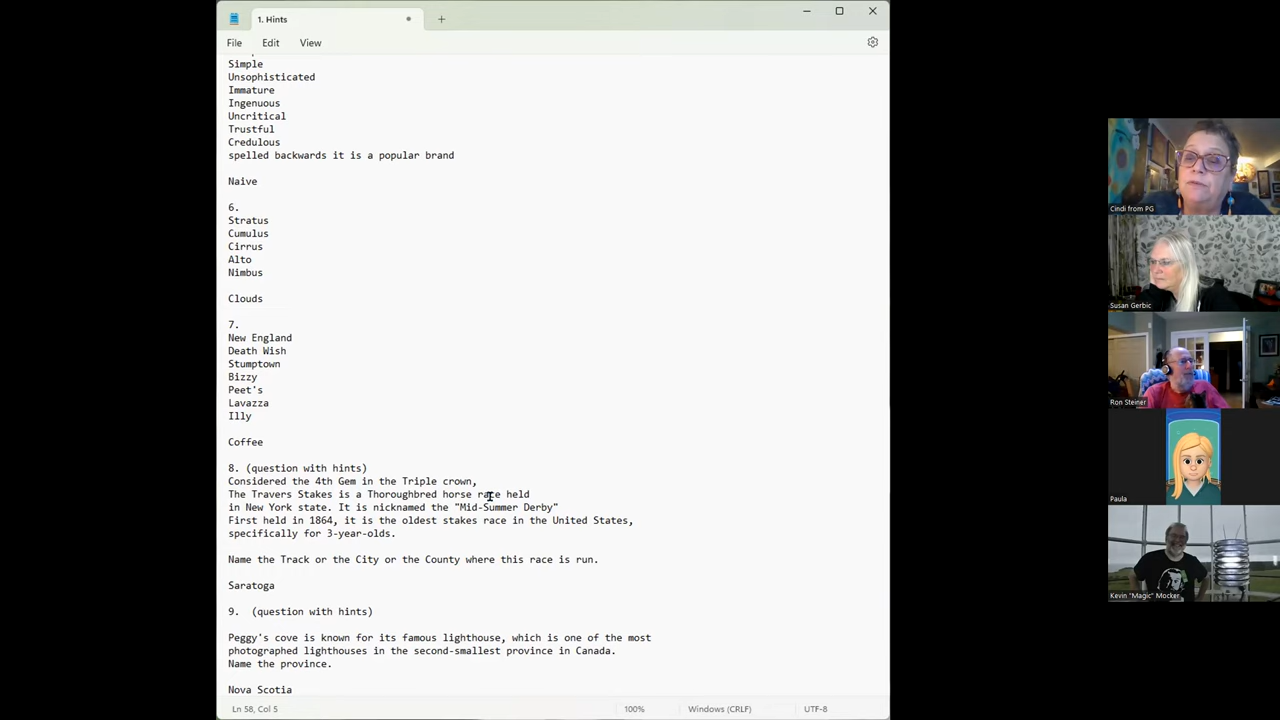 1. Hints
File Edit View
Simple
Unsophisticated
Immature
Ingenuous
Uncritical
Trustful
Credulous
spelled backwards it is a popular brand
Naive
6.
Stratus
Cumulus
Cirrus
Alto
Nimbus
Clouds
7.
New England
Death Wish
Stumptown
Bizzy
Peet's
Lavazza
Illy
Coffee
8. (question with hints)
Considered the 4th Gem in the Triple crown,
The Travers Stakes is a Thoroughbred horse race held
in New York state. It is nicknamed the "Mid-Summer Derby"
First held in 1864, it is the oldest stakes race in the United States,
specifically for 3-year-olds.
Name the Track or the City or the County where this race is run.
Saratoga
9. (question with hints)
Peggy's cove is known for its famous lighthouse, which is one of the most
photographed lighthouses in the second-smallest province in Canada.
Name the province.
Nova Scotia
Ln 58, Col 5 100% Windows (CRLF) UTF-8
Cindi from PG
Susan Gerbic
Ron Steiner
Paula
Kevin "Magic" Mocker